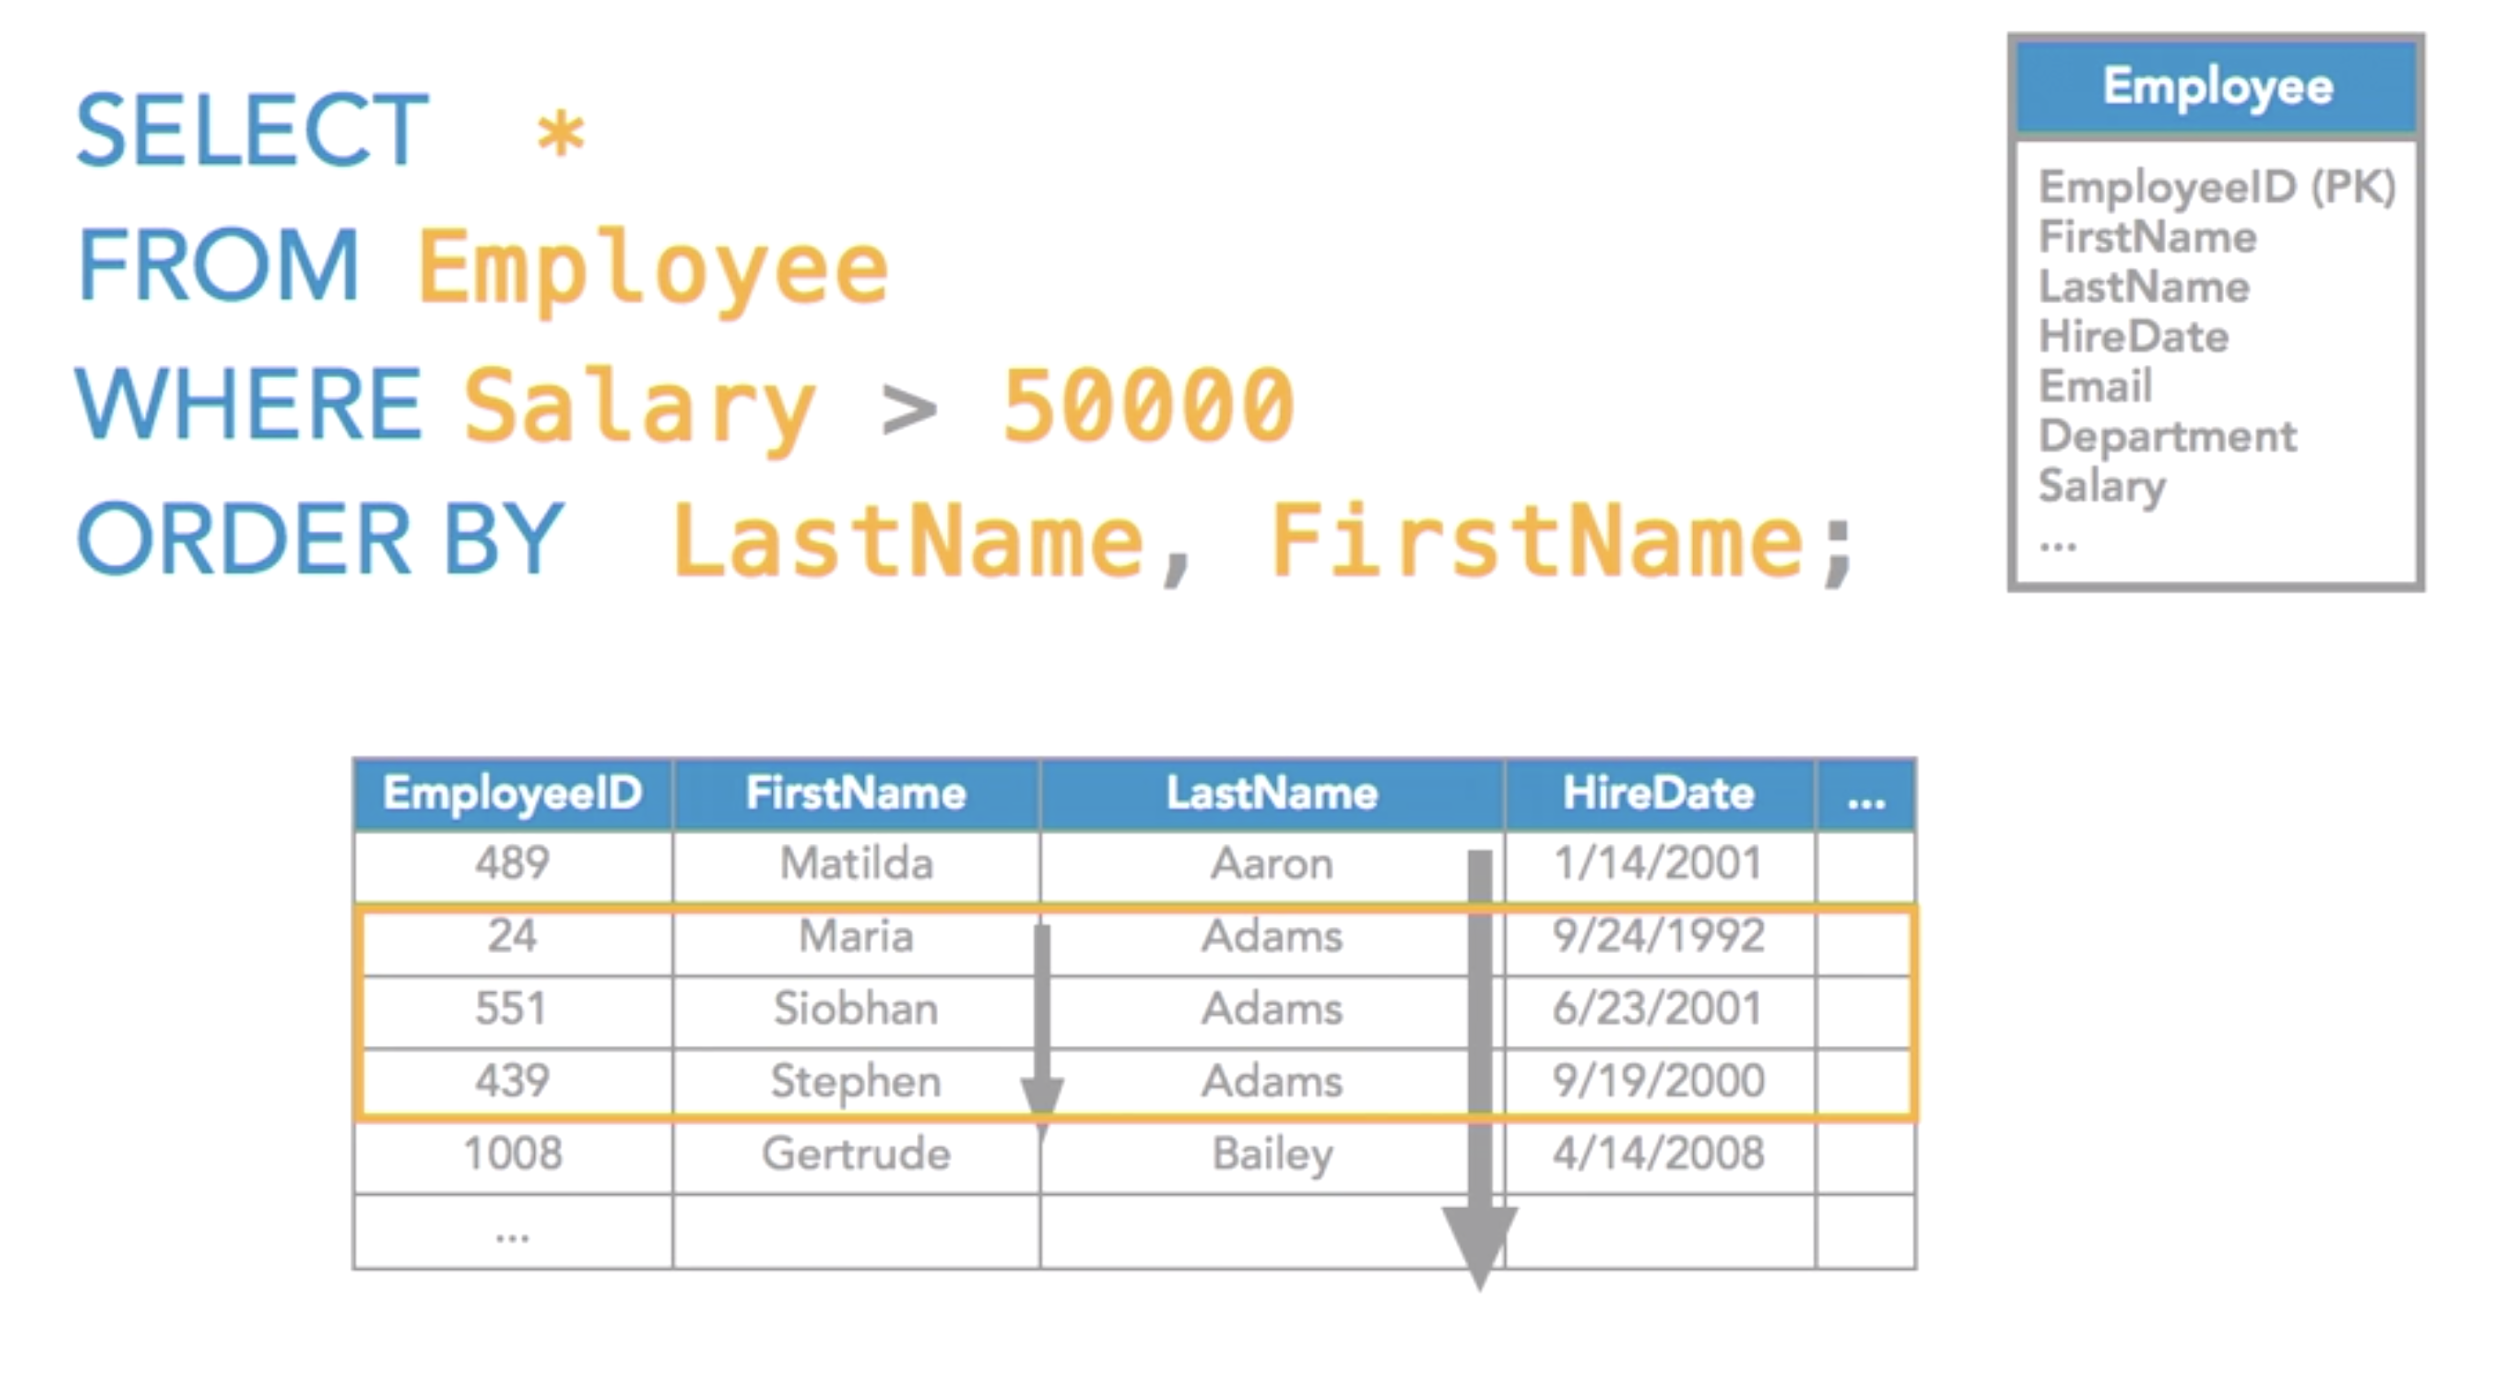 SELECT *
FROM Employee
WHERE Salary > 50000
ORDER BY LastName, FirstName;
Employee
EmployeeID (PK)
FirstName
LastName
HireDate
Email
Department
Salary
...
EmployeeID FirstName LastName HireDate ...
489 Matilda Aaron 1/14/2001
24 Maria Adams 9/24/1992
551 Siobhan Adams 6/23/2001
439 Stephen Adams 9/19/2000
1008 Gertrude Bailey 4/14/2008
...